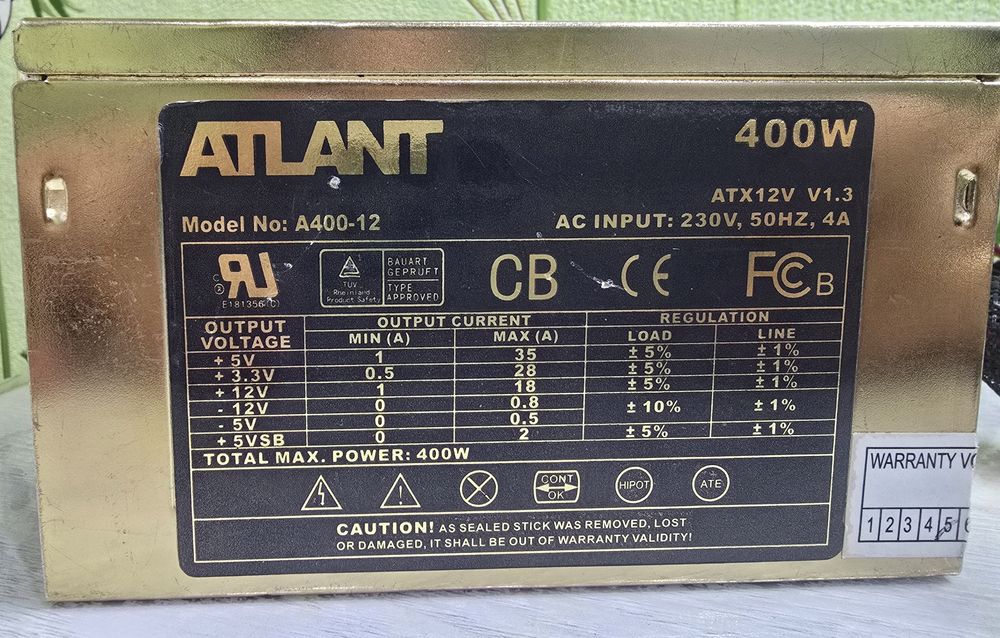 ATLANT
400W
ATX12V V1.3
Model No: A400-12
AC INPUT: 230V, 50HZ, 4A
E181356(C)
TÜV Rheinland Product Safety
BAUART GEPRÜFT
TYPE APPROVED
CB
CE
FCC B
OUTPUT VOLTAGE OUTPUT CURRENT REGULATION
MIN (A) MAX (A) LOAD LINE
+ 5V 1 35 ± 5% ± 1%
+ 3.3V 0.5 28 ± 5% ± 1%
+ 12V 1 18 ± 5% ± 1%
- 12V 0 0.8 ± 10% ± 1%
- 5V 0 0.5
+ 5VSB 0 2 ± 5% ± 1%
TOTAL MAX. POWER: 400W
CONT OK
HIPOT
ATE
CAUTION! AS SEALED STICK WAS REMOVED, LOST
OR DAMAGED, IT SHALL BE OUT OF WARRANTY VALIDITY!
WARRANTY
1 2 3 4 5